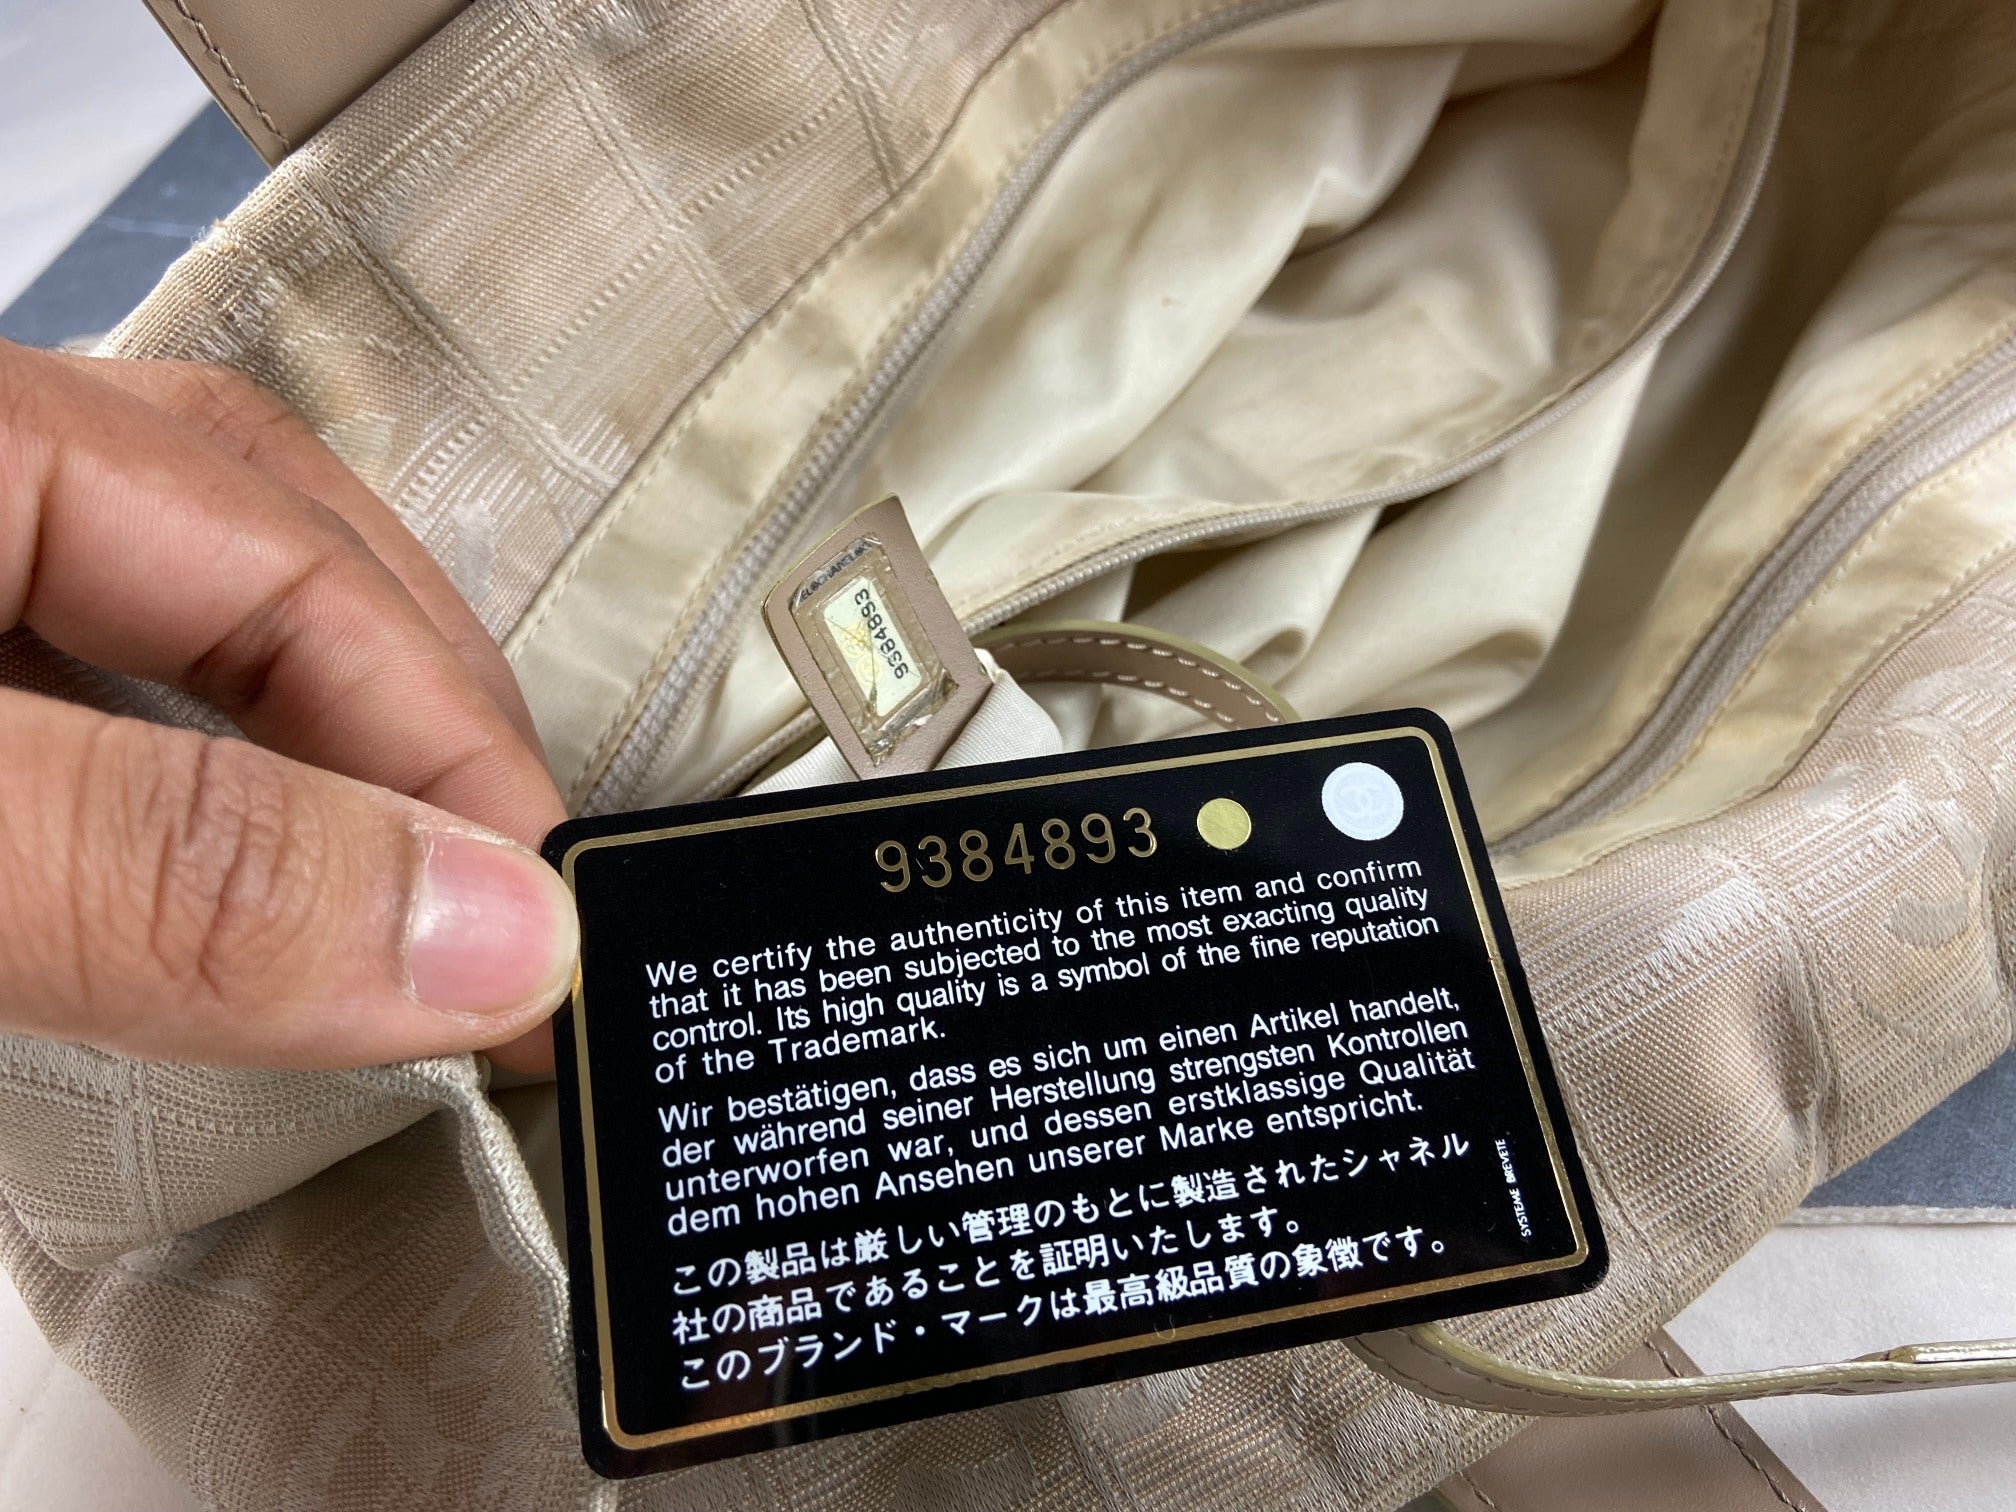 EL©CHANEL©
9384893
9384893
We certify the authenticity of this item and confirm
that it has been subjected to the most exacting quality
control. Its high quality is a symbol of the fine reputation
of the Trademark.
Wir bestätigen, dass es sich um einen Artikel handelt,
der während seiner Herstellung strengsten Kontrollen
unterworfen war, und dessen erstklassige Qualität
dem hohen Ansehen unserer Marke entspricht.
この製品は厳しい管理のもとに製造されたシャネル
社の商品であることを証明いたします。
このブランド・マークは最高級品質の象徴です。
SYSTEME BREVETE